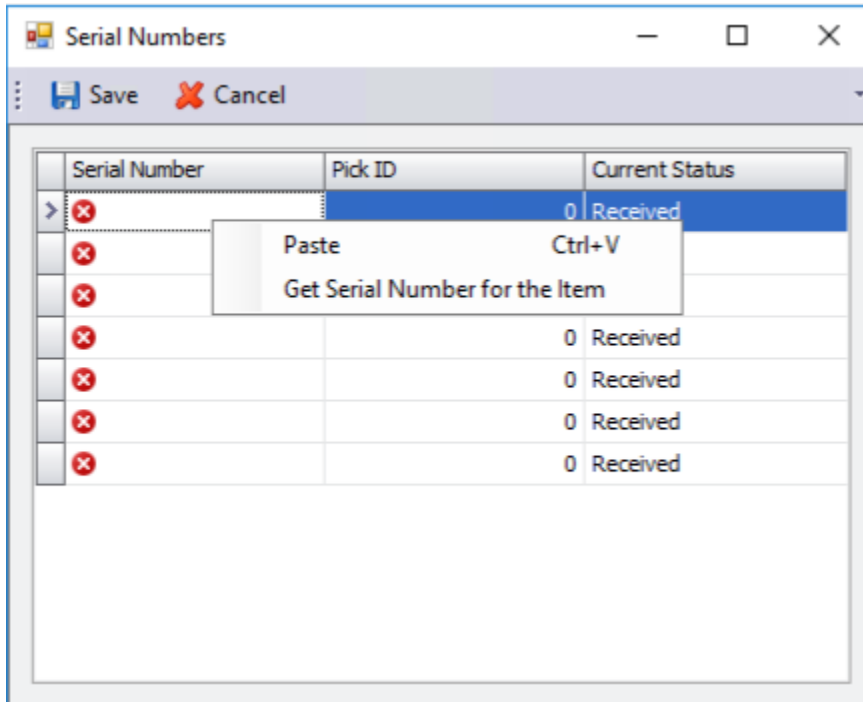 Serial Numbers
Save Cancel
Serial Number Pick ID Current Status
0 Received
Paste Ctrl+V
Get Serial Number for the Item
0 Received
0 Received
0 Received
0 Received